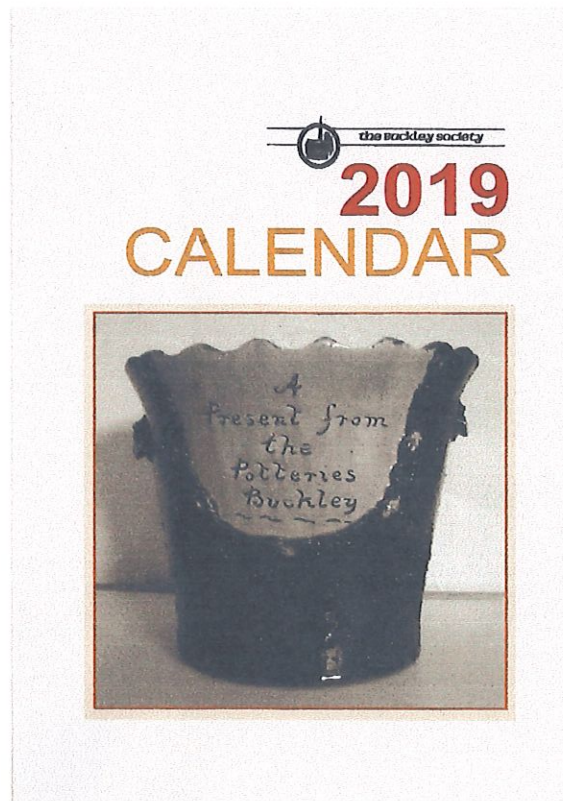 the Buckley society
2019
CALENDAR
A
Present from
the
Potteries
Buckley